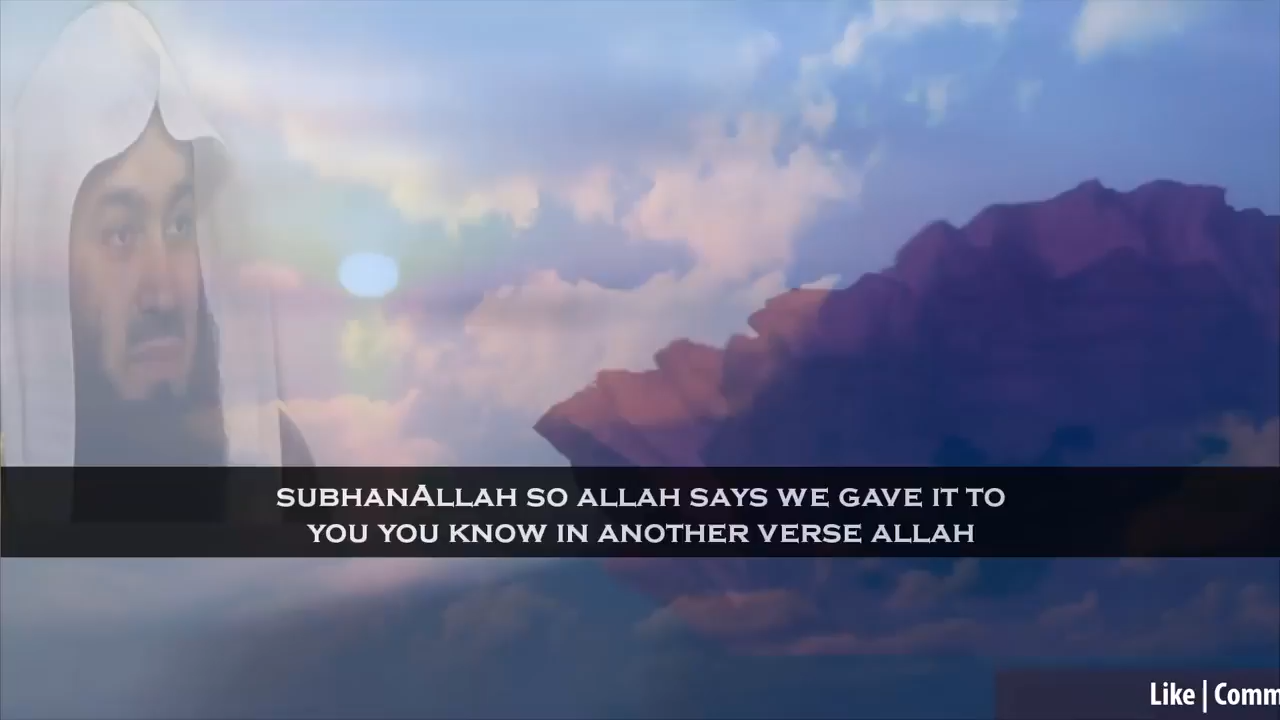 SUBHANALLAH SO ALLAH SAYS WE GAVE IT TO
YOU YOU KNOW IN ANOTHER VERSE ALLAH
Like | Comm